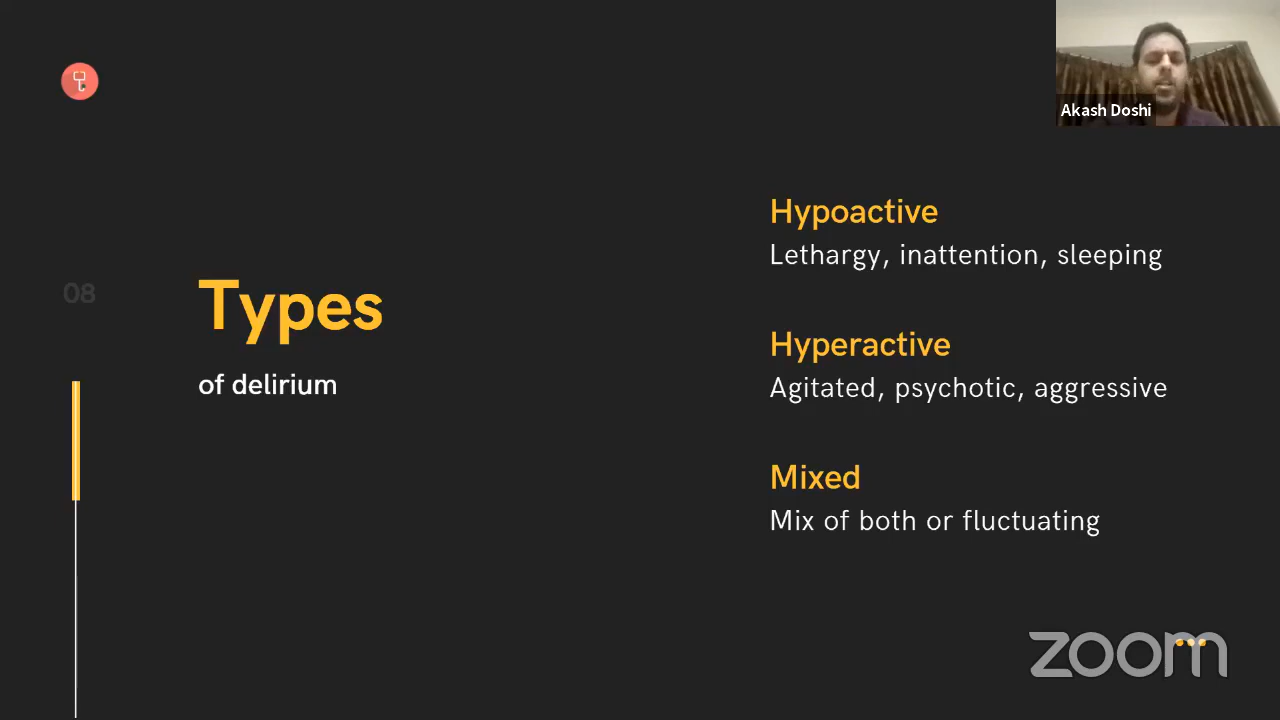 Akash Doshi
08
Types
of delirium
Hypoactive
Lethargy, inattention, sleeping
Hyperactive
Agitated, psychotic, aggressive
Mixed
Mix of both or fluctuating
zoom